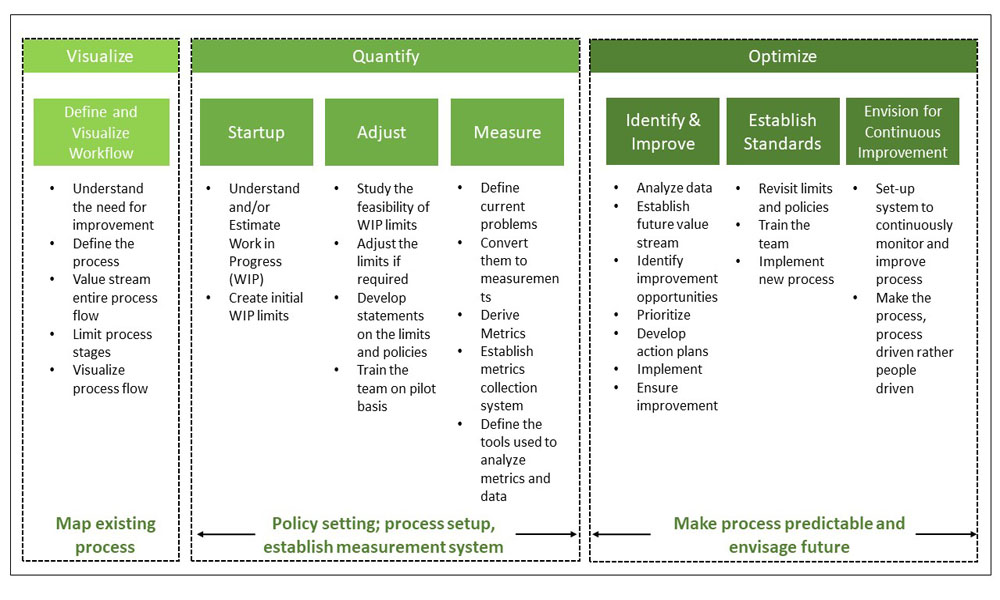 Visualize
Define and
Visualize
Workflow
• Understand
the need for
improvement
• Define the
process
• Value stream
entire process
flow
• Limit process
stages
• Visualize
process flow
Map existing
process
Quantify
Startup
• Understand
and/or
Estimate
Work in
Progress
(WIP)
• Create initial
WIP limits
Adjust
• Study the
feasibility of
WIP limits
• Adjust the
limits if
required
• Develop
statements
on the limits
and policies
• Train the
team on pilot
basis
Measure
• Define
current
problems
• Convert
them to
measuremen
ts
• Derive
Metrics
• Establish
metrics
collection
system
• Define the
tools used to
analyze
metrics and
data
Policy setting; process setup,
establish measurement system
Optimize
Identify &
Improve
• Analyze data
• Establish
future value
stream
• Identify
improvement
opportunities
• Prioritize
• Develop
action plans
• Implement
• Ensure
improvement
Establish
Standards
• Revisit limits
and policies
• Train the
team
• Implement
new process
Envision for
Continuous
Improvement
• Set-up
system to
continuously
monitor and
improve
process
• Make the
process,
process
driven rather
people
driven
Make process predictable and
envisage future